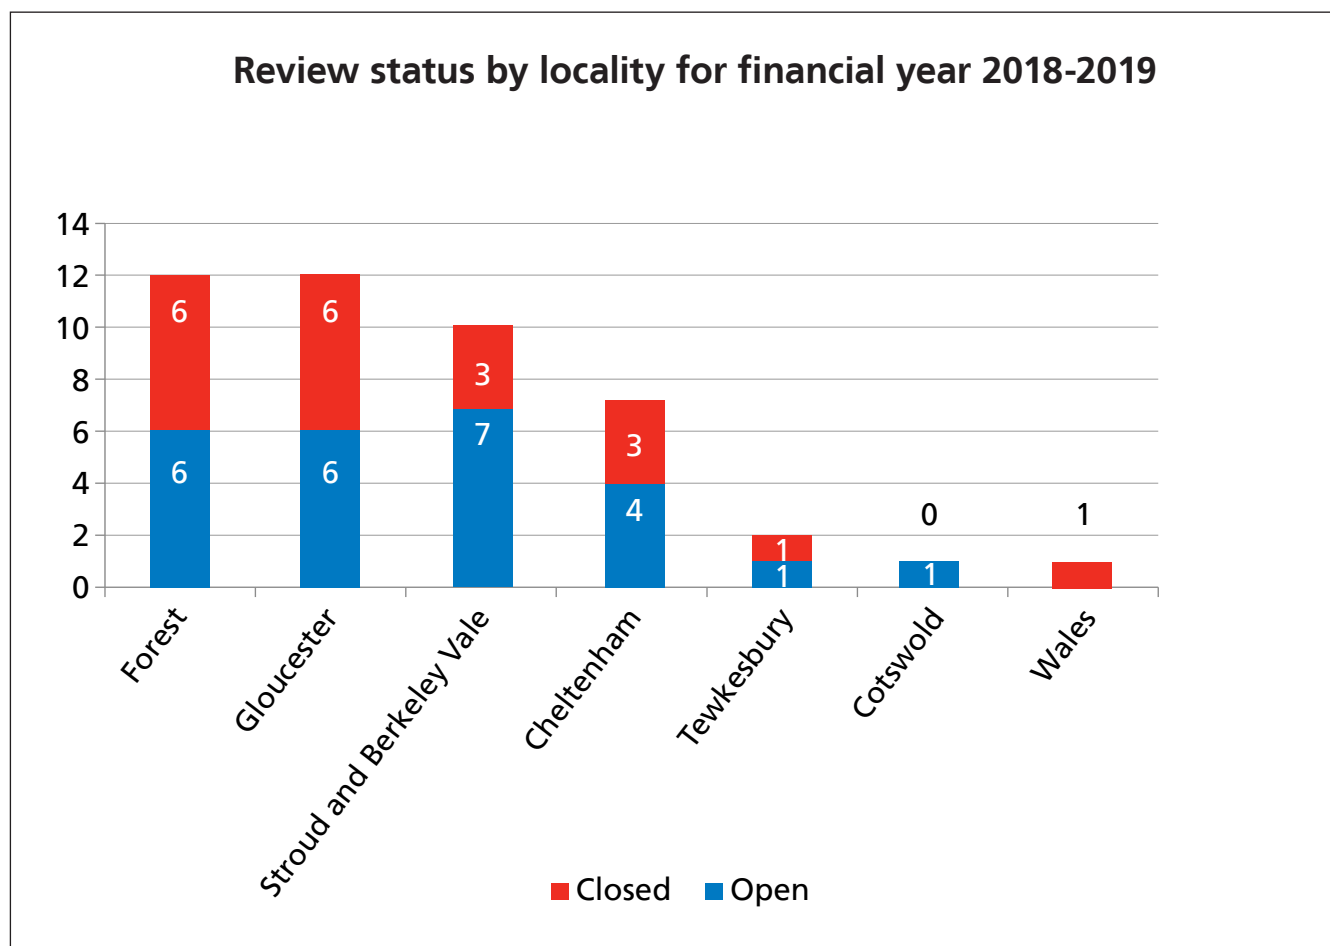 Review status by locality for financial year 2018-2019
14
12
10
8
6
4
2
0
6
6
3
3
1
0
1
6
6
7
4
1
1
Forest
Gloucester
Stroud and Berkeley Vale
Cheltenham
Tewkesbury
Cotswold
Wales
Closed
Open